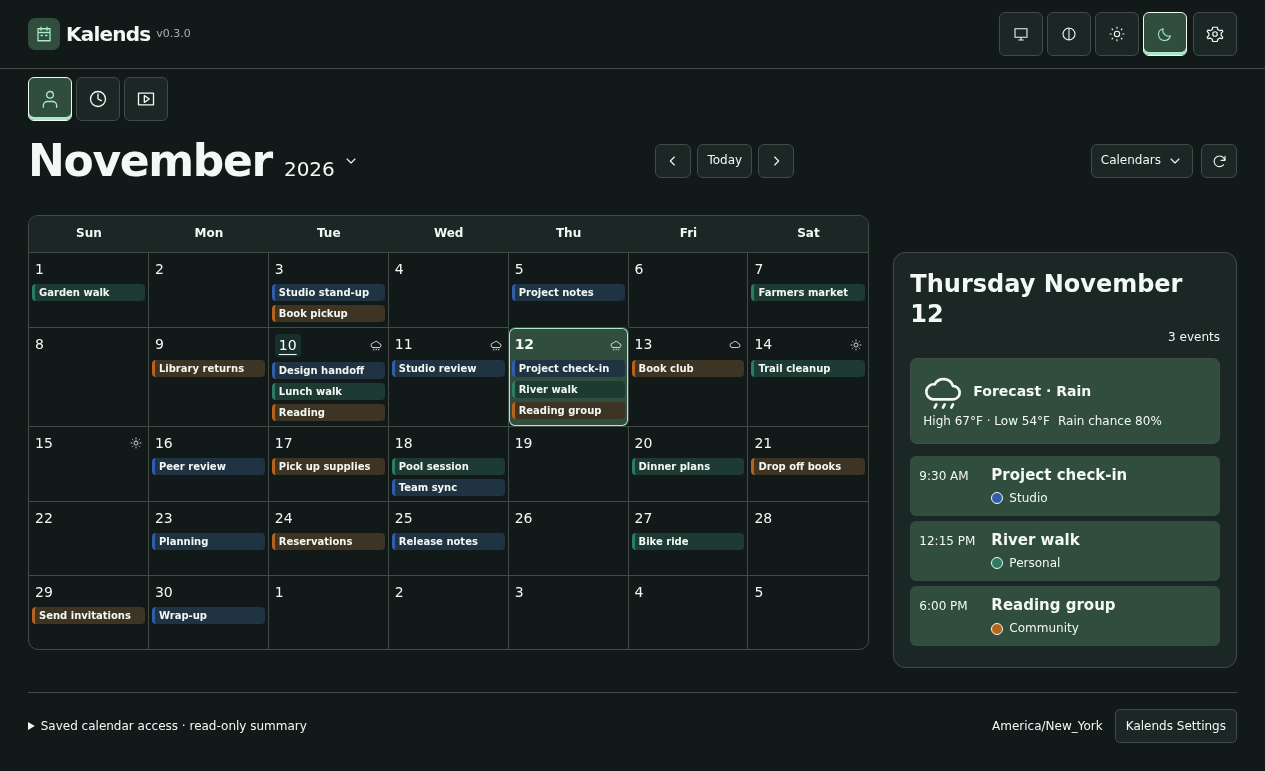 Kalends v0.3.0
November 2026
Today
Calendars
Sun Mon Tue Wed Thu Fri Sat
1 2 3 4 5 6 7
Garden walk Studio stand-up Project notes Farmers market
Book pickup
8 9 10 11 12 13 14
Library returns Design handoff Studio review Project check-in Book club Trail cleanup
Lunch walk River walk
Reading Reading group
15 16 17 18 19 20 21
Peer review Pick up supplies Pool session Dinner plans Drop off books
Team sync
22 23 24 25 26 27 28
Planning Reservations Release notes Bike ride
29 30 1 2 3 4 5
Send invitations Wrap-up
Thursday November
12
3 events
Forecast · Rain
High 67°F · Low 54°F Rain chance 80%
9:30 AM Project check-in
Studio
12:15 PM River walk
Personal
6:00 PM Reading group
Community
Saved calendar access · read-only summary
America/New_York
Kalends Settings